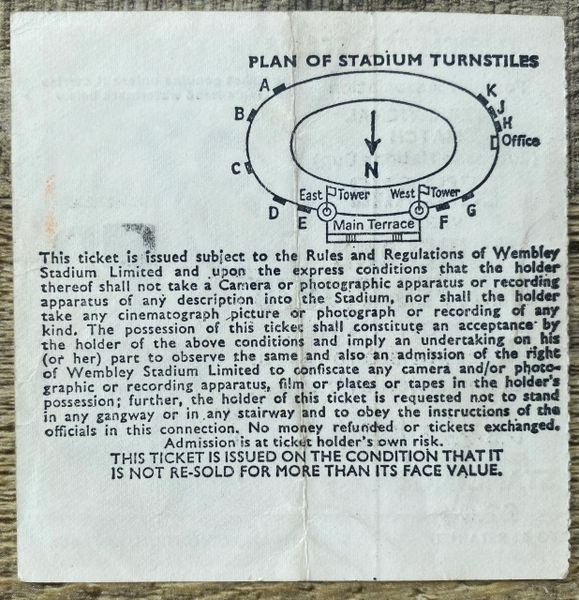 PLAN OF STADIUM TURNSTILES
A
B
C
D
E
F
G
K
J
H
Office
N
East Tower
West Tower
Main Terrace
This ticket is issued subject to the Rules and Regulations of Wembley
Stadium Limited and upon the express conditions that the holder
thereof shall not take a Camera or photographic apparatus or recording
apparatus of any description into the Stadium, nor shall the holder
take any cinematograph picture or photograph or recording of any
kind. The possession of this ticket shall constitute an acceptance by
the holder of the above conditions and imply an undertaking on his
(or her) part to observe the same and also an admission of the right
of Wembley Stadium Limited to confiscate any camera and/or photo-
graphic or recording apparatus, film or plates or tapes in the holder's
possession; further, the holder of this ticket is requested not to stand
in any gangway or in any stairway and to obey the instructions of the
officials in this connection. No money refunded or tickets exchanged.
Admission is at ticket holder's own risk.
THIS TICKET IS ISSUED ON THE CONDITION THAT IT
IS NOT RE-SOLD FOR MORE THAN ITS FACE VALUE.